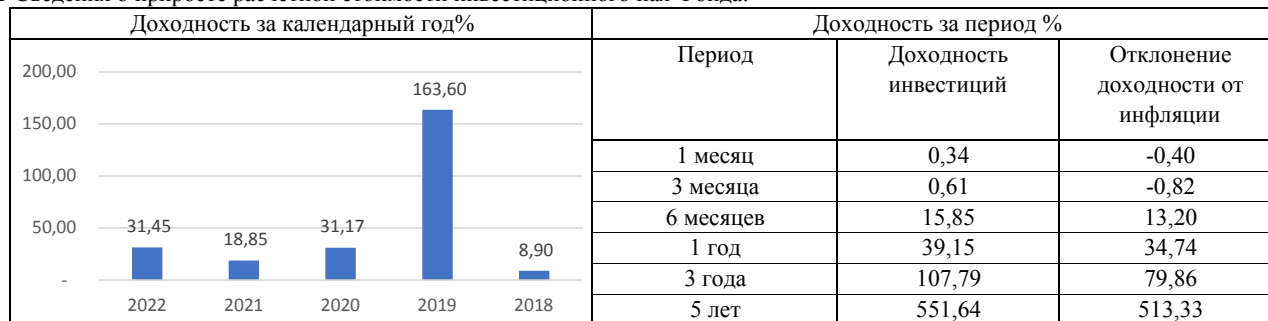 Доходность за календарный год%
200,00
150,00
100,00
50,00
-
31,45
18,85
31,17
163,60
8,90
2022 2021 2020 2019 2018
Доходность за период %
Период Доходность инвестиций Отклонение доходности от инфляции
1 месяц 0,34 -0,40
3 месяца 0,61 -0,82
6 месяцев 15,85 13,20
1 год 39,15 34,74
3 года 107,79 79,86
5 лет 551,64 513,33